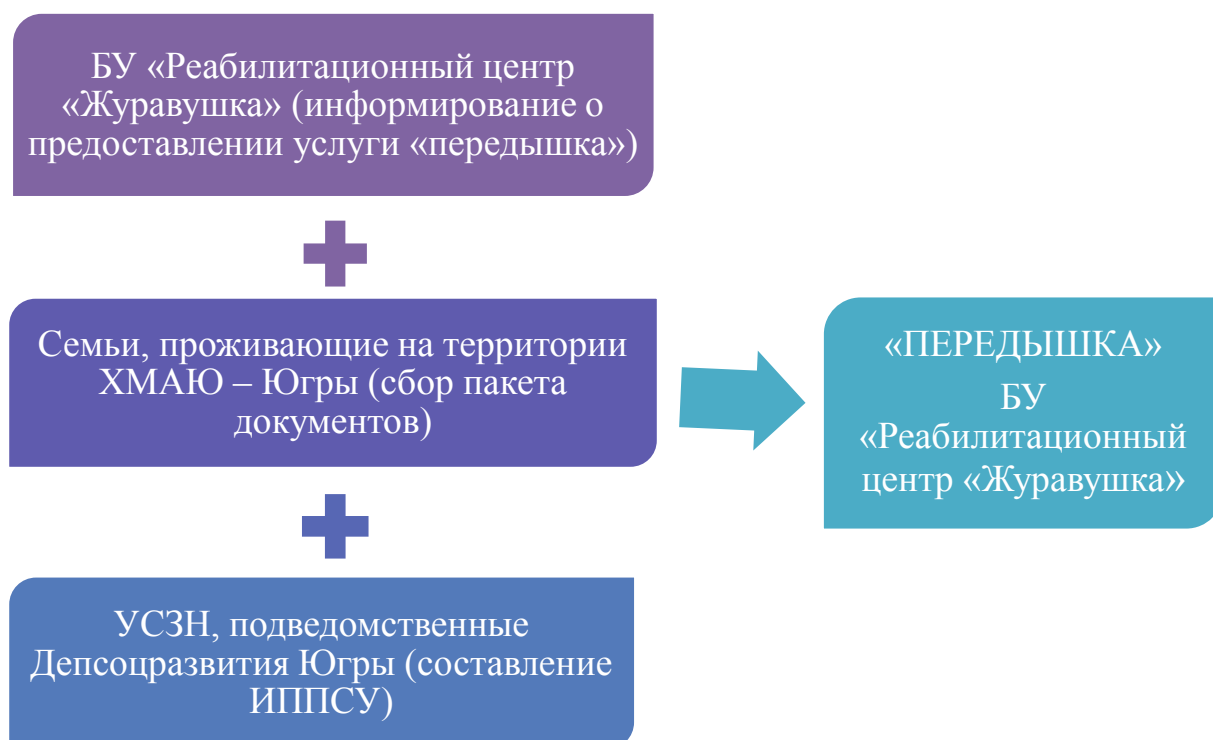 БУ «Реабилитационный центр
«Журавушка» (информирование о
предоставлении услуги «передышка»)
Семьи, проживающие на территории
ХМАЮ – Югры (сбор пакета
документов)
«ПЕРЕДЫШКА»
БУ
«Реабилитационный
центр «Журавушка»
УСЗН, подведомственные
Депсоцразвития Югры (составление
ИППСУ)